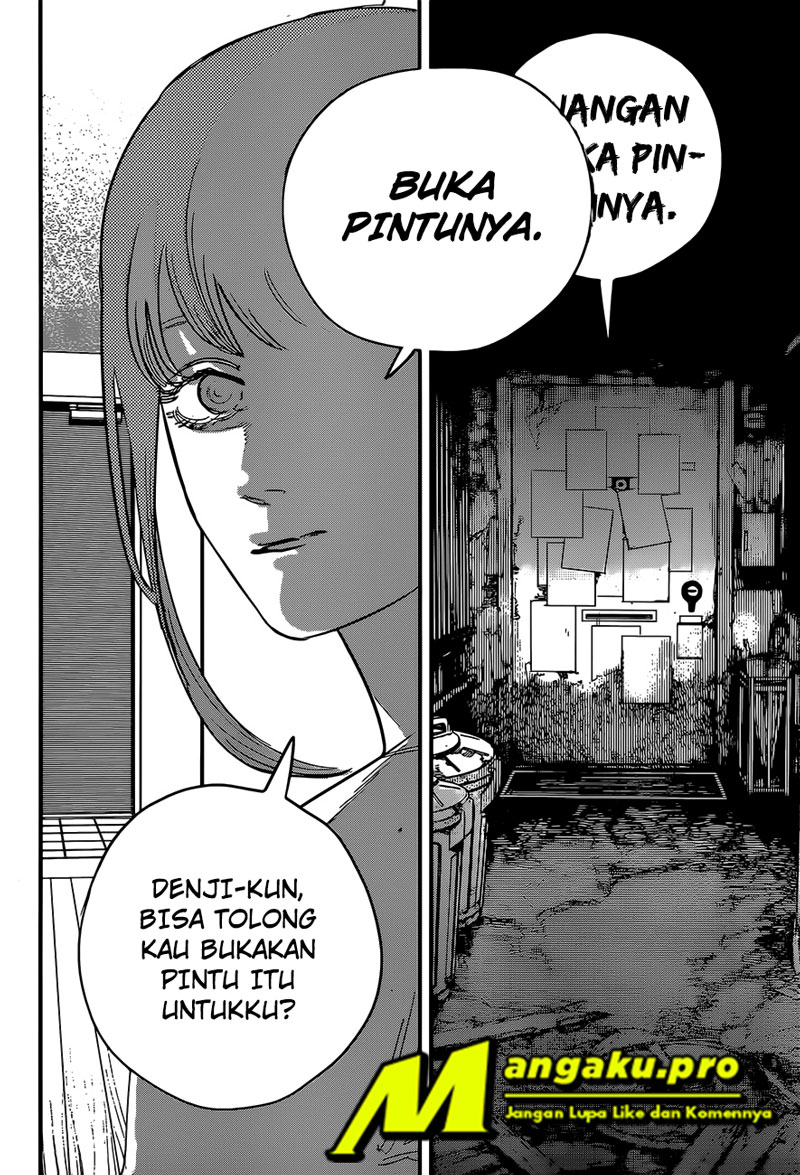 JANGAN
KA PIN-
NYA.
BUKA
PINTUNYA.
DENJI-KUN,
BISA TOLONG
KAU BUKAKAN
PINTU ITU
UNTUKKU?
Mangaku.pro
Jangan Lupa Like dan Komennya